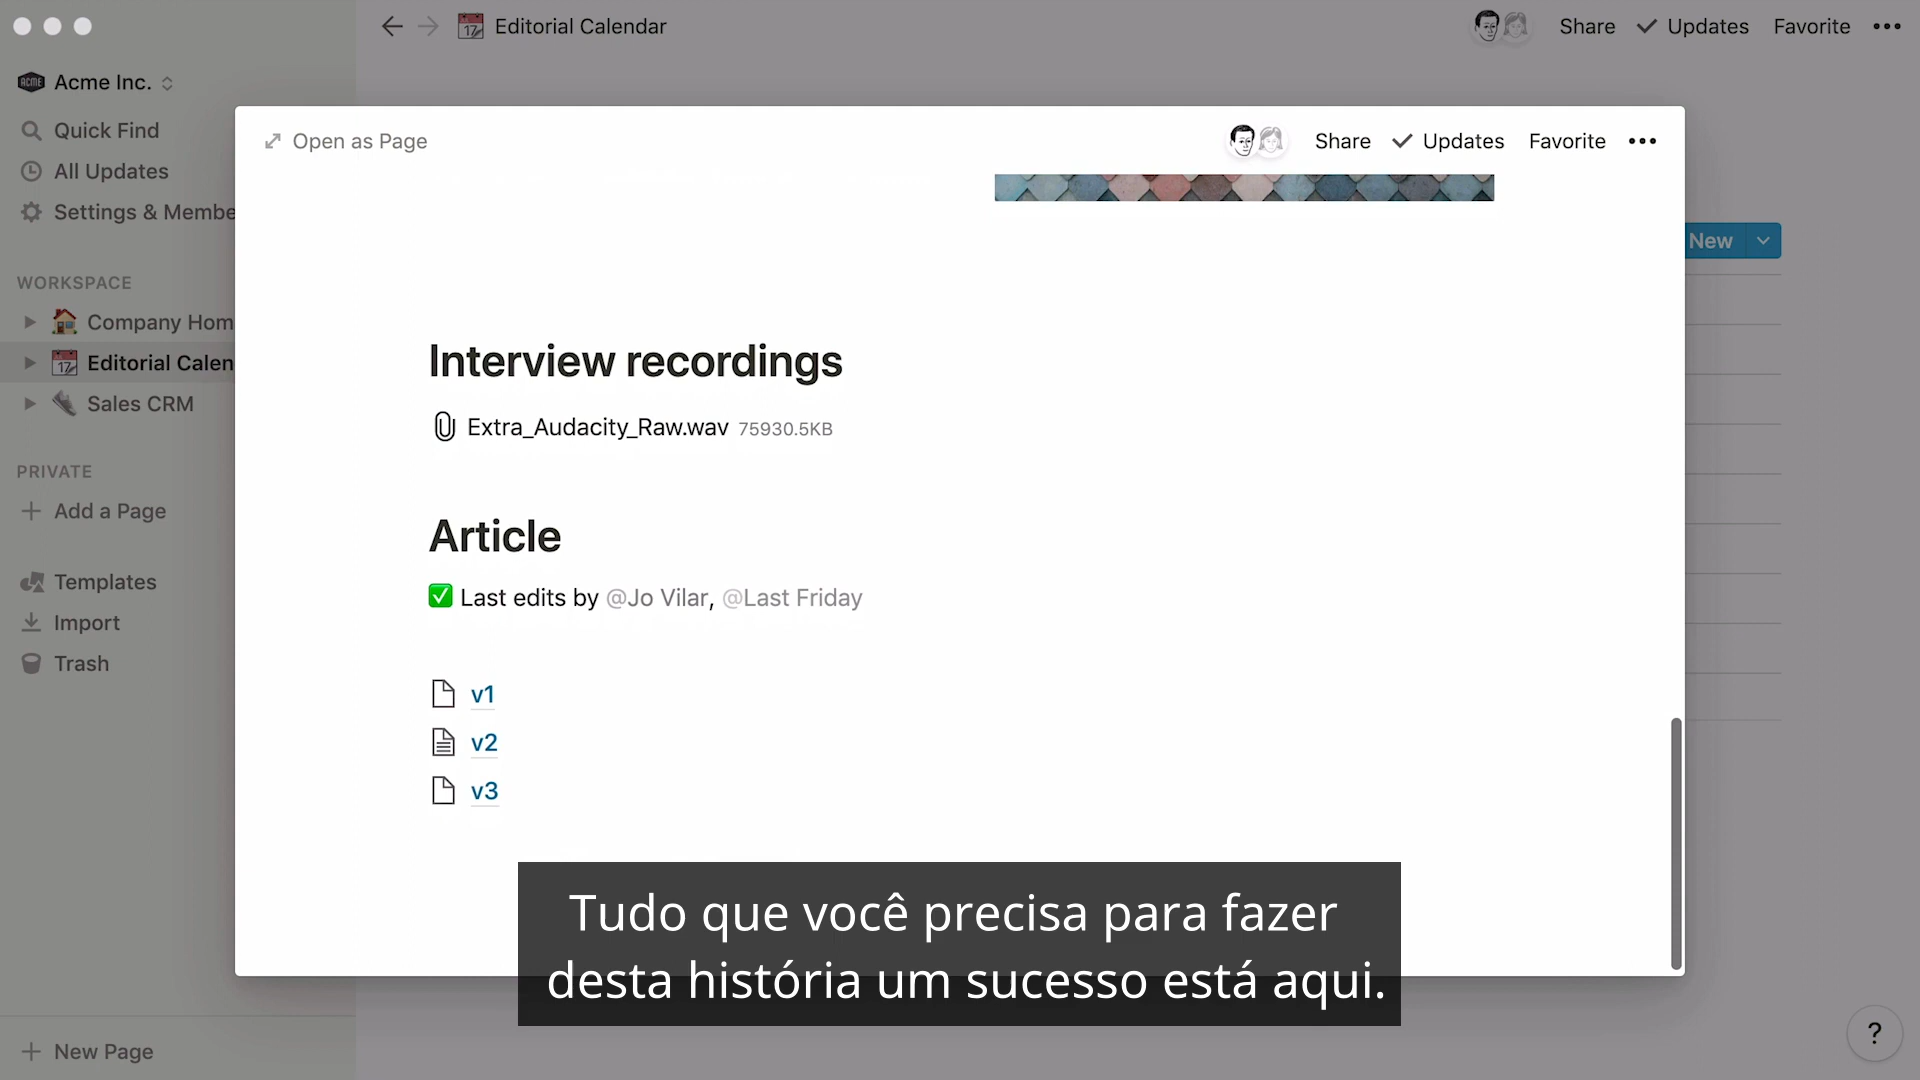 Editorial Calendar
Share
Updates
Favorite
ACME
Acme Inc.
Quick Find
All Updates
Settings & Membe
WORKSPACE
Company Hom
Editorial Calen
Sales CRM
PRIVATE
Add a Page
Templates
Import
Trash
New Page
New
Open as Page
Share
Updates
Favorite
Interview recordings
Extra_Audacity_Raw.wav 75930.5KB
Article
Last edits by @Jo Vilar, @Last Friday
v1
v2
v3
Tudo que você precisa para fazer
desta história um sucesso está aqui.
?